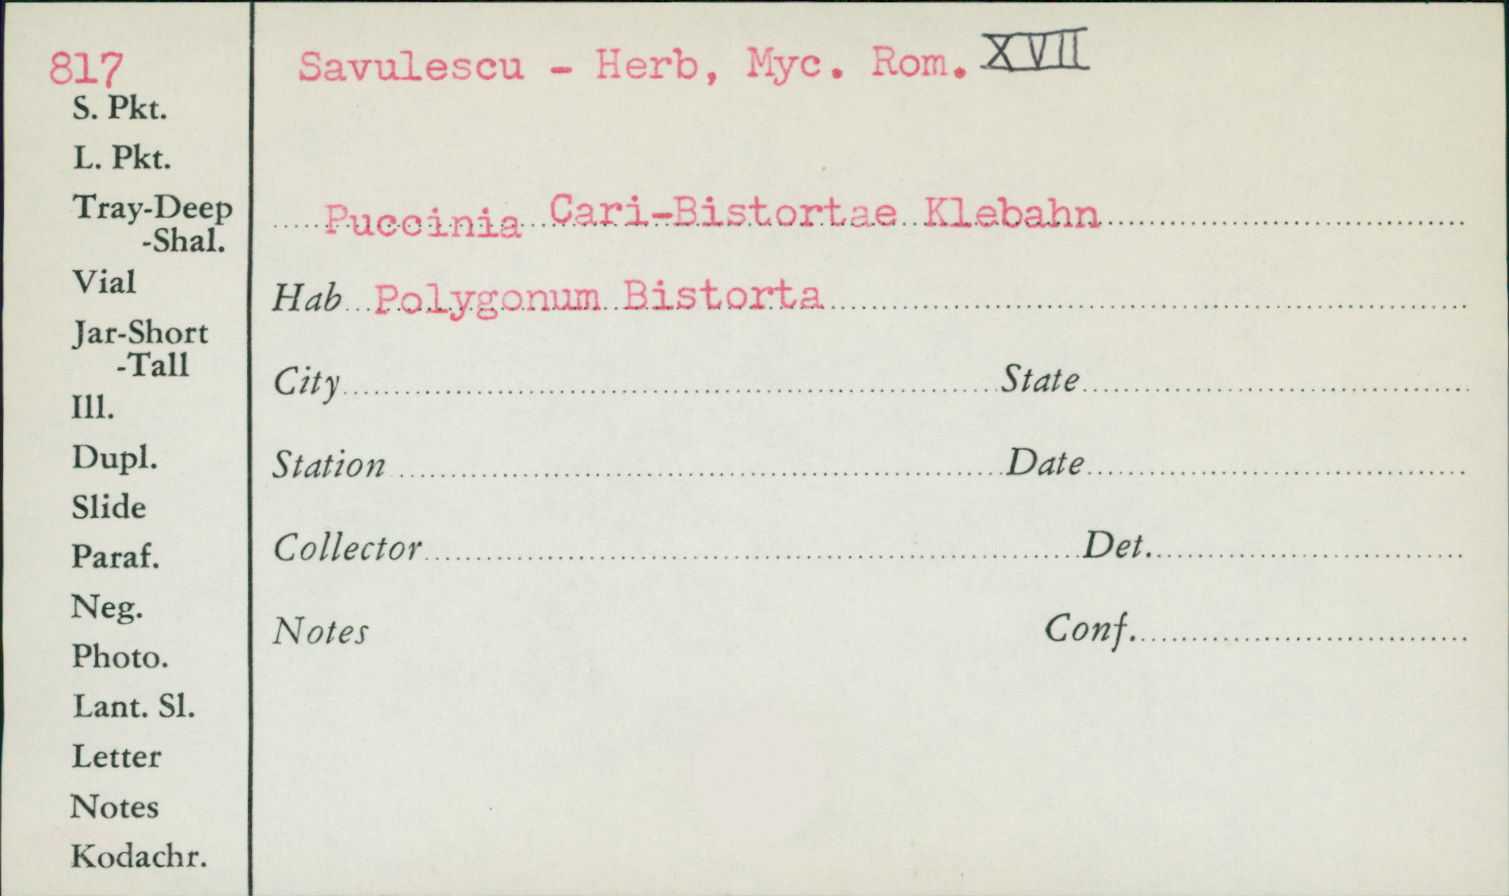 817
S. Pkt.
L. Pkt.
Tray-Deep
-Shal.
Vial
Jar-Short
-Tall
Ill.
Dupl.
Slide
Paraf.
Neg.
Photo.
Lant. Sl.
Letter
Notes
Kodachr.
Savulescu - Herb, Myc. Rom. XVII
Puccinia Cari-Bistortae Klebahn
Hab Polygonum Bistorta
City State
Station Date
Collector Det.
Notes Conf.